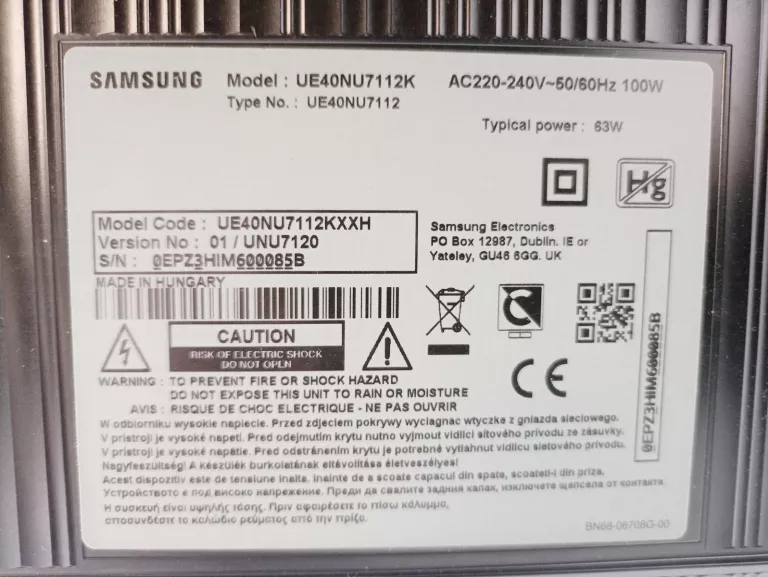 SAMSUNG Model : UE40NU7112K AC220-240V~50/60Hz 100W
Type No. : UE40NU7112
Typical power : 63W
Hg
Model Code : UE40NU7112KXXH
Version No : 01 / UNU7120
S/N : 0EPZ3HIM600085B
Samsung Electronics
PO Box 12987, Dublin. IE or
Yateley, GU46 6GG. UK
MADE IN HUNGARY
CAUTION
RISK OF ELECTRIC SHOCK
DO NOT OPEN
CE
0EPZ3HIM600085B
WARNING : TO PREVENT FIRE OR SHOCK HAZARD
DO NOT EXPOSE THIS UNIT TO RAIN OR MOISTURE
AVIS : RISQUE DE CHOC ELECTRIQUE - NE PAS OUVRIR
W odbiorniku wysokie napiecie. Przed zdjeciem pokrywy wyciagnac wtyczke z gniazda sieciowego.
V prístroji je vysoké napetí. Pred odejmutím krytu nutno vyjmout vidlici sítového prívodu ze zásuvky.
V prístroji je vysoké napätie. Pred odstránením krytu je potrebné vytiahnut vidlicu sietového prívodu.
Nagyfeszültség! A készülék burkolatának eltávolítása életveszélyes!
Acest dispozitiv este de tensiune inalta. Inainte de a scoate capacul din spate, scoateti-l din priza.
Устройството е под високо напрежение. Преди да свалите задния капак, изключете щепсела от контакта.
Η συσκευή είναι υψηλής τάσης. Πριν αφαιρέσετε το πίσω κάλυμμα,
αποσυνδέστε το καλώδιο ρεύματος από την πρίζα.
BN68-06708G-00